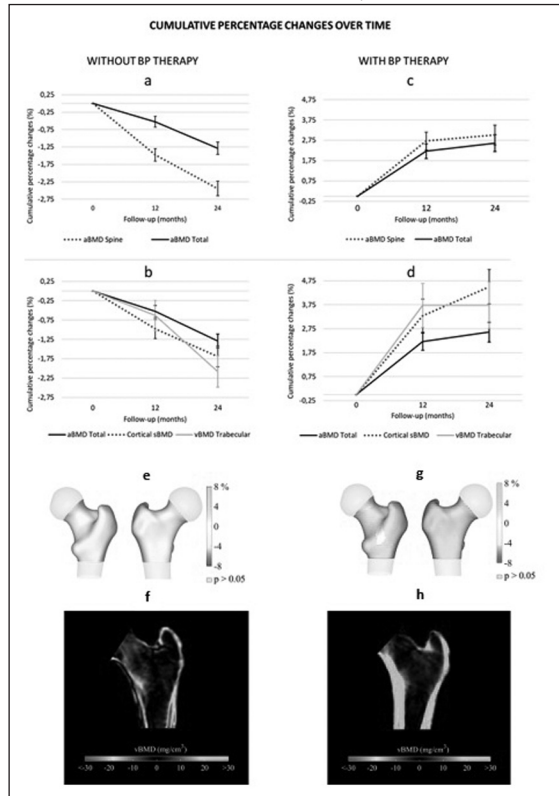 CUMULATIVE PERCENTAGE CHANGES OVER TIME
WITHOUT BP THERAPY
a
Cumulative percentage changes (%)
0,25
-0,25
-0,75
-1,25
-1,75
-2,25
-2,75
0
12
24
Follow-up (months)
aBMD Spine
aBMD Total
WITH BP THERAPY
c
Cumulative percentage changes (%)
4,75
3,75
2,75
1,75
0,75
-0,25
0
12
24
Follow-up (months)
aBMD Spine
aBMD Total
b
Cumulative percentage changes (%)
0,25
-0,25
-0,75
-1,25
-1,75
-2,25
-2,75
0
12
24
Follow-up (months)
aBMD Total
Cortical sBMD
vBMD Trabecular
d
Cumulative percentage changes (%)
4,75
3,75
2,75
1,75
0,75
-0,25
0
12
24
Follow-up (months)
aBMD Total
Cortical sBMD
vBMD Trabecular
e
8 %
4
0
-4
-8
p > 0.05
g
8 %
4
0
-4
-8
p > 0.05
f
vBMD (mg/cm³)
<-30
-20
-10
0
10
20
>30
h
vBMD (mg/cm³)
<-30
-20
-10
0
10
20
>30